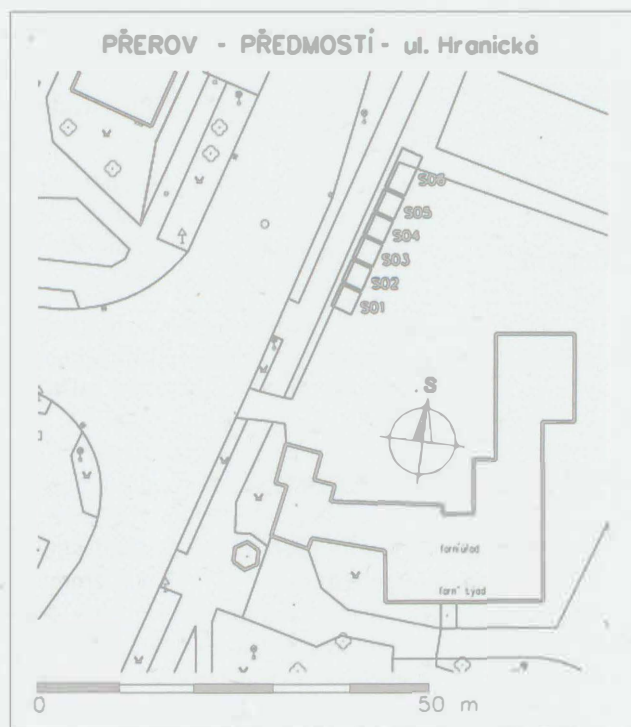 PŘEROV - PŘEDMOSTÍ - ul. Hranická
S06
S05
S04
S03
S02
S01
S
farní úřad
0
50 m